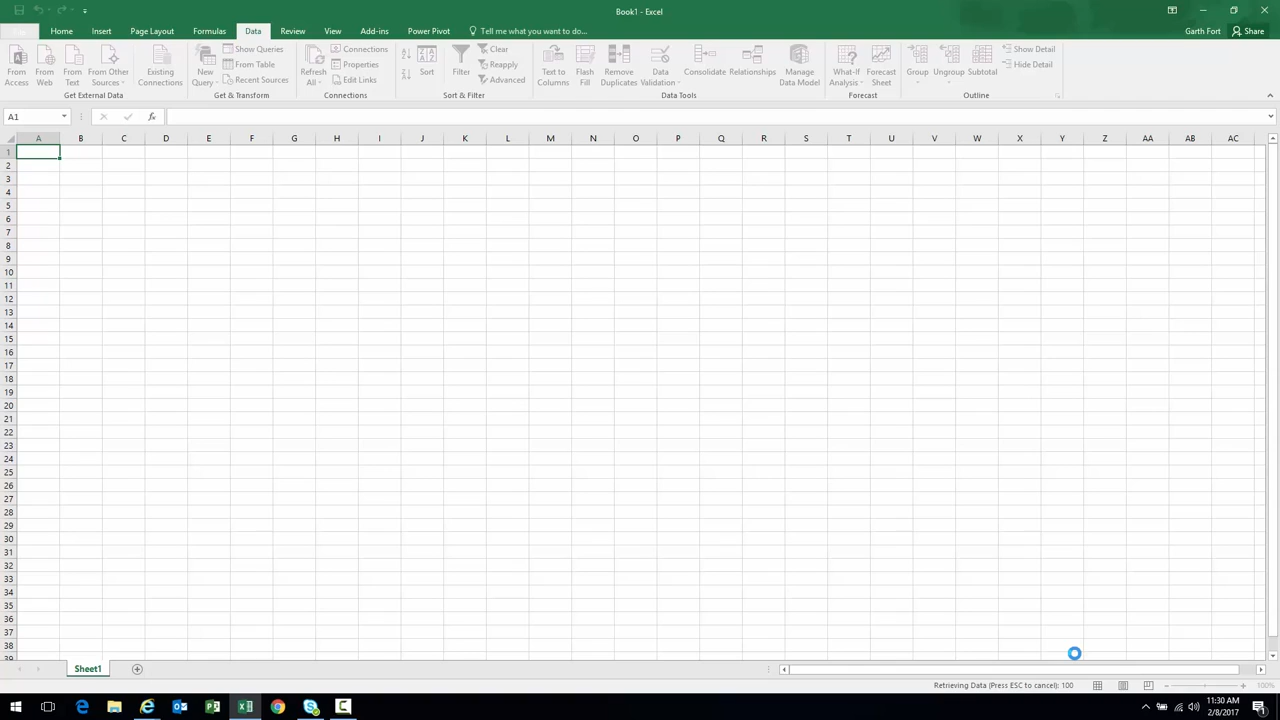 Book1 - Excel
Home Insert Page Layout Formulas Data Review View Add-ins Power Pivot Tell me what you want to do... Garth Fort Share
From Access
From Web
From Text
From Other Sources
Existing Connections
Get External Data
New Query
Show Queries
From Table
Recent Sources
Get & Transform
Refresh All
Connections
Properties
Edit Links
Connections
Sort
Filter
Clear
Reapply
Advanced
Sort & Filter
Text to Columns
Flash Fill
Remove Duplicates
Data Validation
Consolidate
Relationships
Manage Data Model
Data Tools
What-If Analysis
Forecast Sheet
Forecast
Group
Ungroup
Subtotal
Show Detail
Hide Detail
Outline
A1
fx
A B C D E F G H I J K L M N O P Q R S T U V W X Y Z AA AB AC
1
2
3
4
5
6
7
8
9
10
11
12
13
14
15
16
17
18
19
20
21
22
23
24
25
26
27
28
29
30
31
32
33
34
35
36
37
38
39
Sheet1
Retrieving Data (Press ESC to cancel): 100
100%
11:30 AM
2/8/2017